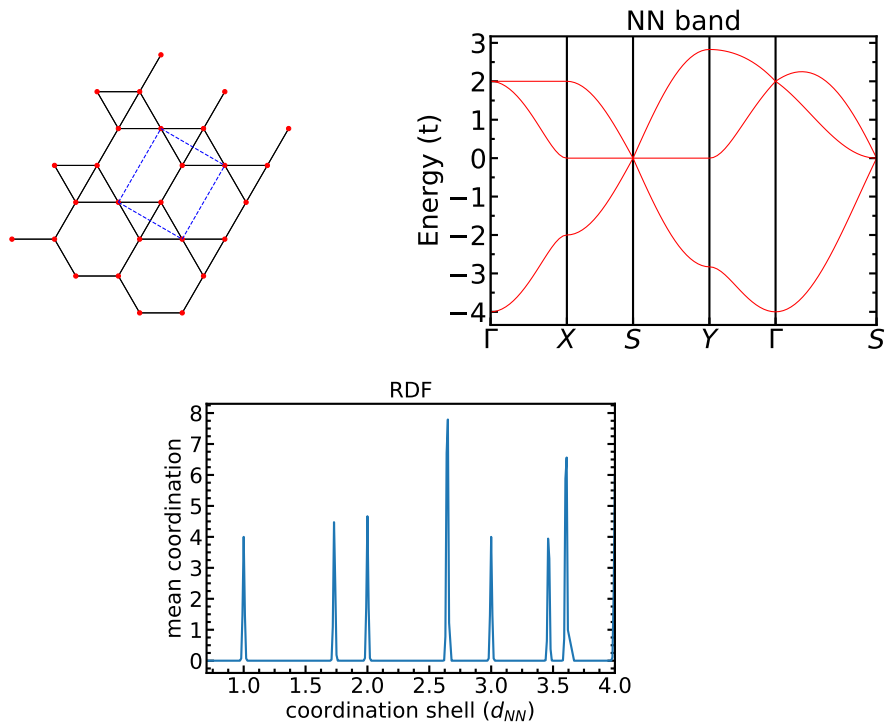 NN band
Energy (t)
3
2
1
0
−1
−2
−3
−4
Γ X S Y Γ S
RDF
mean coordination
8
7
6
5
4
3
2
1
0
1.0 1.5 2.0 2.5 3.0 3.5 4.0
coordination shell (d_NN)